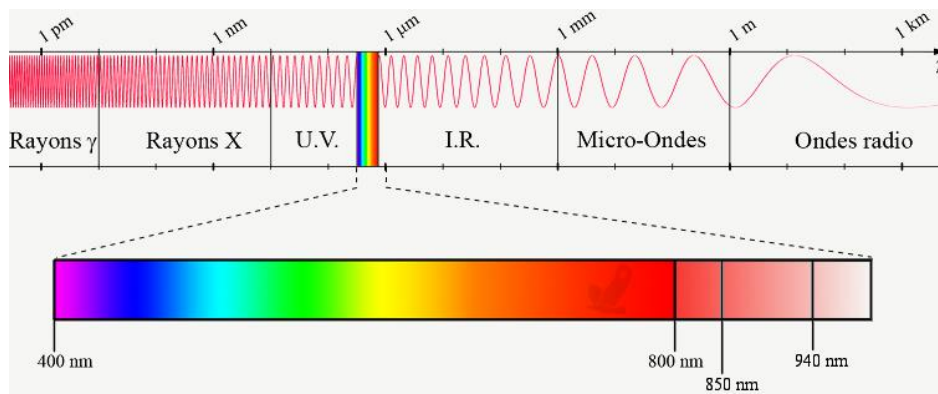 1 pm 1 nm 1 µm 1 mm 1 m 1 km
Rayons γ Rayons X U.V. I.R. Micro-Ondes Ondes radio
400 nm 800 nm 940 nm
850 nm